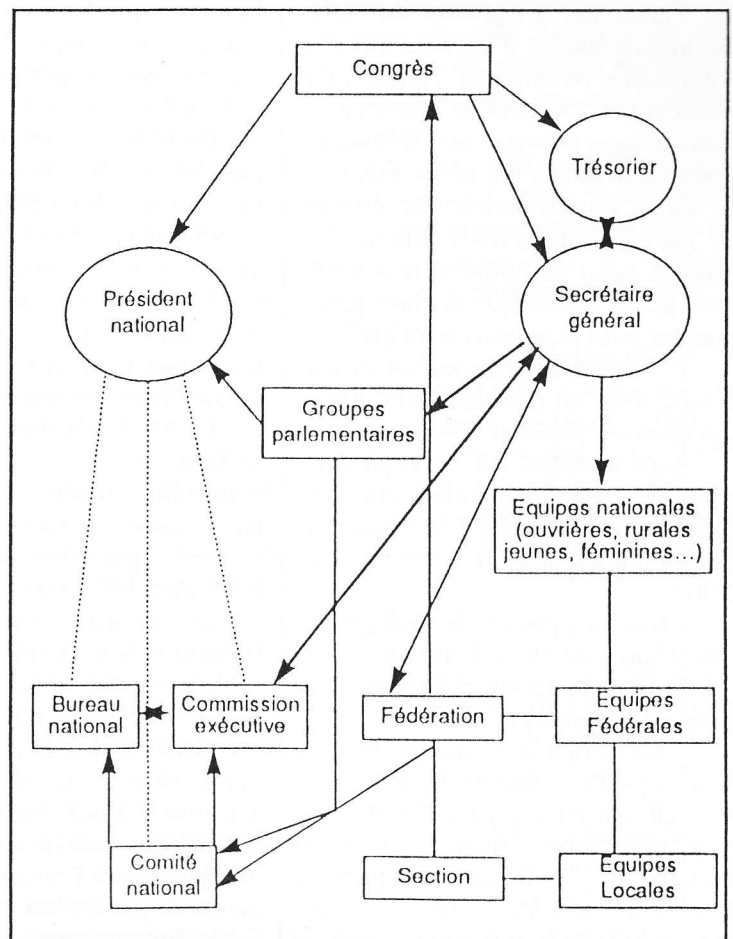 Congrès
Trésorier
Président
national
Secrétaire
général
Groupes
parlementaires
Equipes nationales
(ouvrières, rurales
jeunes, féminines...)
Bureau
national
Commission
exécutive
Fédération
Equipes
Fédérales
Comité
national
Section
Equipes
Locales